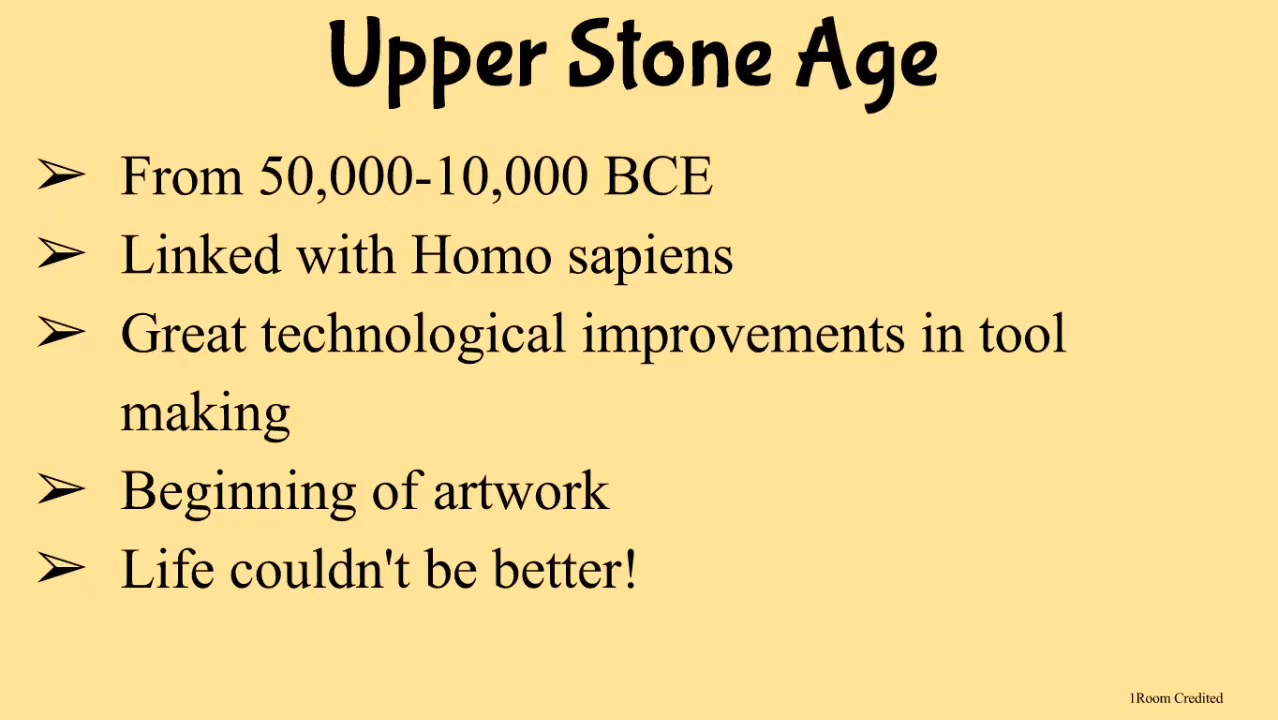 Upper Stone Age
➢ From 50,000-10,000 BCE
➢ Linked with Homo sapiens
➢ Great technological improvements in tool
making
➢ Beginning of artwork
➢ Life couldn't be better!
1Room Credited